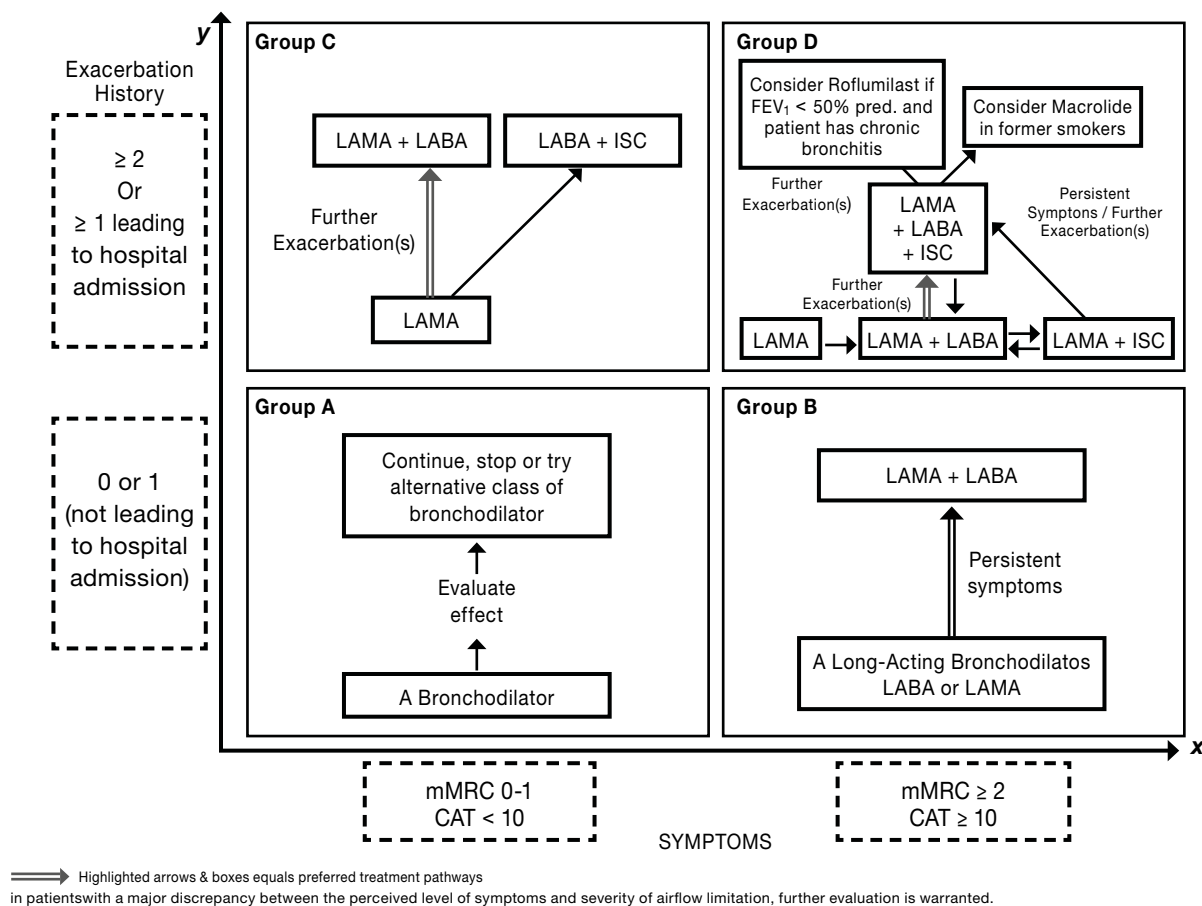 y
Exacerbation
History
≥ 2
Or
≥ 1 leading
to hospital
admission
0 or 1
(not leading
to hospital
admission)
Group C
LAMA + LABA
LABA + ISC
Further
Exacerbation(s)
LAMA
Group D
Consider Roflumilast if
FEV₁ < 50% pred. and
patient has chronic
bronchitis
Consider Macrolide
in former smokers
Further
Exacerbation(s)
LAMA
+ LABA
+ ISC
Persistent
Symptons / Further
Exacerbation(s)
Further
Exacerbation(s)
LAMA
LAMA + LABA
LAMA + ISC
Group A
Continue, stop or try
alternative class of
bronchodilator
Evaluate
effect
A Bronchodilator
Group B
LAMA + LABA
Persistent
symptoms
A Long-Acting Bronchodilatos
LABA or LAMA
x
mMRC 0-1
CAT < 10
mMRC ≥ 2
CAT ≥ 10
SYMPTOMS
Highlighted arrows & boxes equals preferred treatment pathways
in patientswith a major discrepancy between the perceived level of symptoms and severity of airflow limitation, further evaluation is warranted.